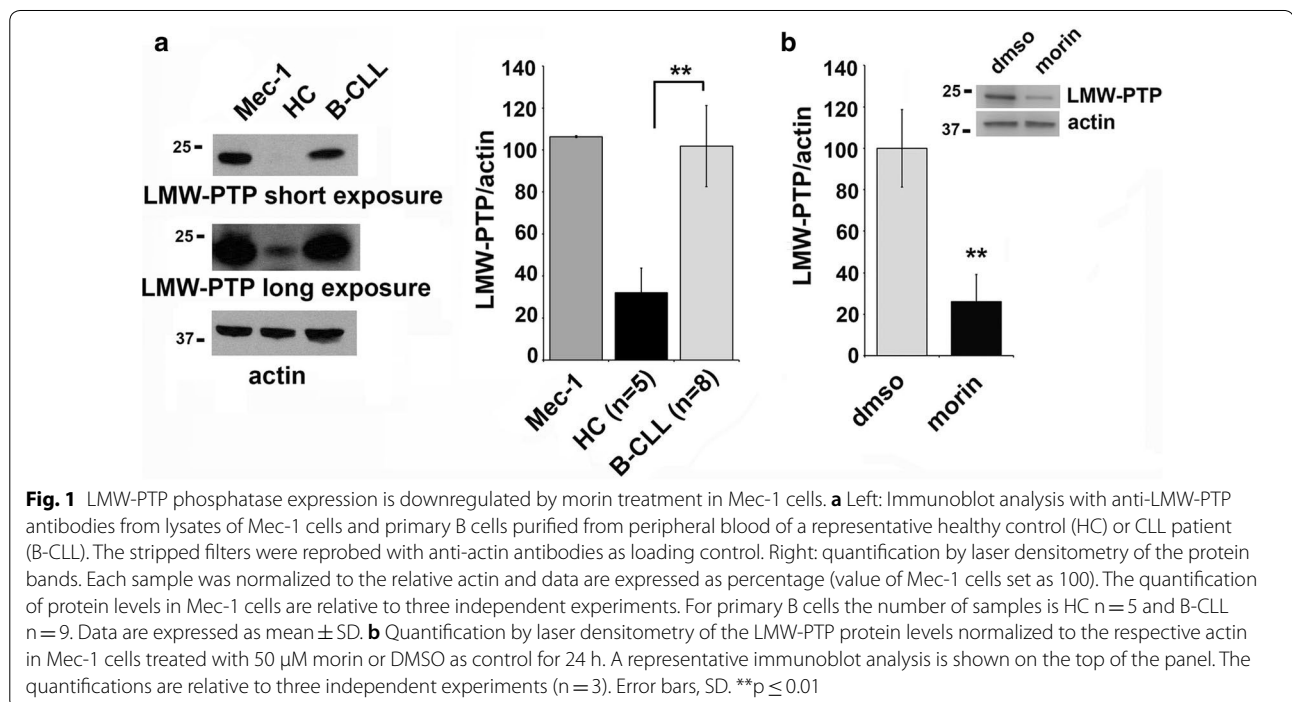 a
Mec-1 HC B-CLL
25
LMW-PTP short exposure
25
LMW-PTP long exposure
37
actin
LMW-PTP/actin
140
120
100
80
60
40
20
0
**
Mec-1
HC (n=5)
B-CLL (n=8)
b
LMW-PTP/actin
140
120
100
80
60
40
20
0
**
dmso
morin
dmso morin
25 LMW-PTP
37 actin
Fig. 1 LMW-PTP phosphatase expression is downregulated by morin treatment in Mec-1 cells. a Left: Immunoblot analysis with anti-LMW-PTP
antibodies from lysates of Mec-1 cells and primary B cells purified from peripheral blood of a representative healthy control (HC) or CLL patient
(B-CLL). The stripped filters were reprobed with anti-actin antibodies as loading control. Right: quantification by laser densitometry of the protein
bands. Each sample was normalized to the relative actin and data are expressed as percentage (value of Mec-1 cells set as 100). The quantification
of protein levels in Mec-1 cells are relative to three independent experiments. For primary B cells the number of samples is HC n = 5 and B-CLL
n = 9. Data are expressed as mean ± SD. b Quantification by laser densitometry of the LMW-PTP protein levels normalized to the respective actin
in Mec-1 cells treated with 50 µM morin or DMSO as control for 24 h. A representative immunoblot analysis is shown on the top of the panel. The
quantifications are relative to three independent experiments (n = 3). Error bars, SD. **p ≤ 0.01